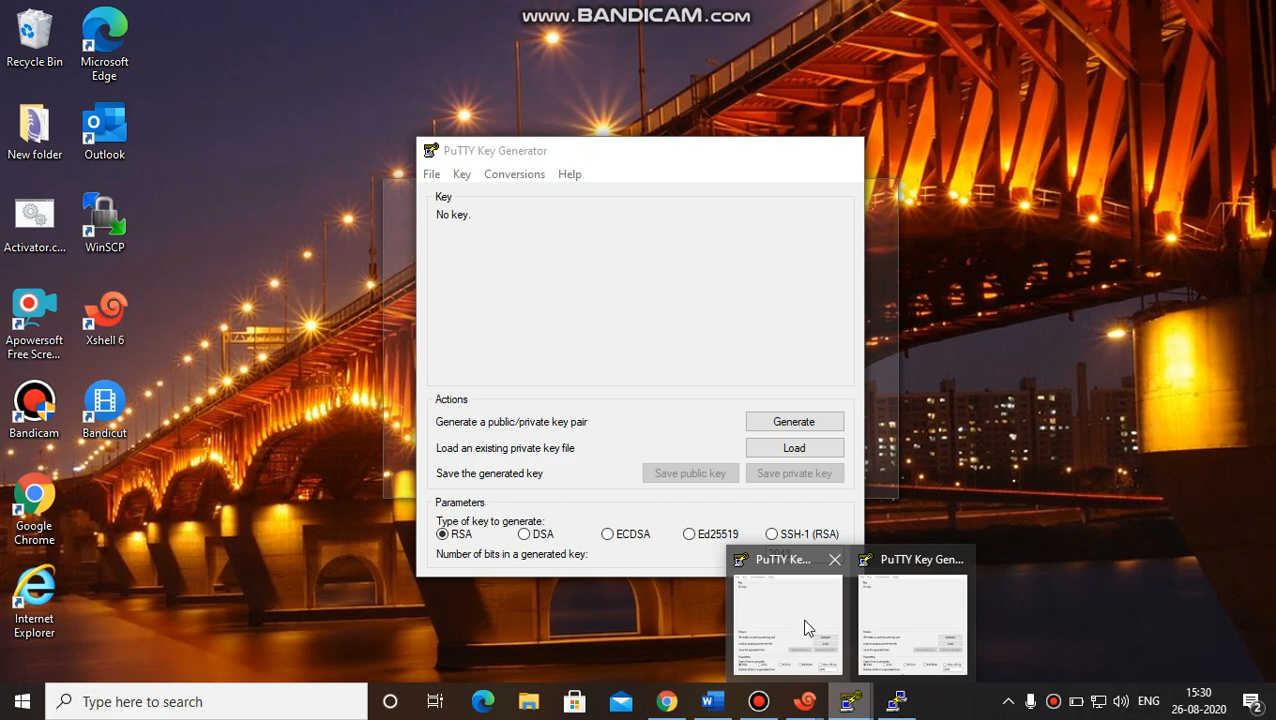 www.BANDICAM.com
Recycle Bin
Microsoft
Edge
New folder
Outlook
Activator.c...
WinSCP
Apowersoft
Free Scre...
Xshell 6
Bandicam
Bandicut
Google
Chrome
Internet
Explorer
PuTTY Key Generator
File Key Conversions Help
Key
No key.
Actions
Generate a public/private key pair
Generate
Load an existing private key file
Load
Save the generated key
Save public key
Save private key
Parameters
Type of key to generate:
RSA DSA ECDSA Ed25519 SSH-1 (RSA)
Number of bits in a generated key:
PuTTY Ke...
PuTTY Key Gen...
Type here to search
ENG
15:30
26-08-2020
2